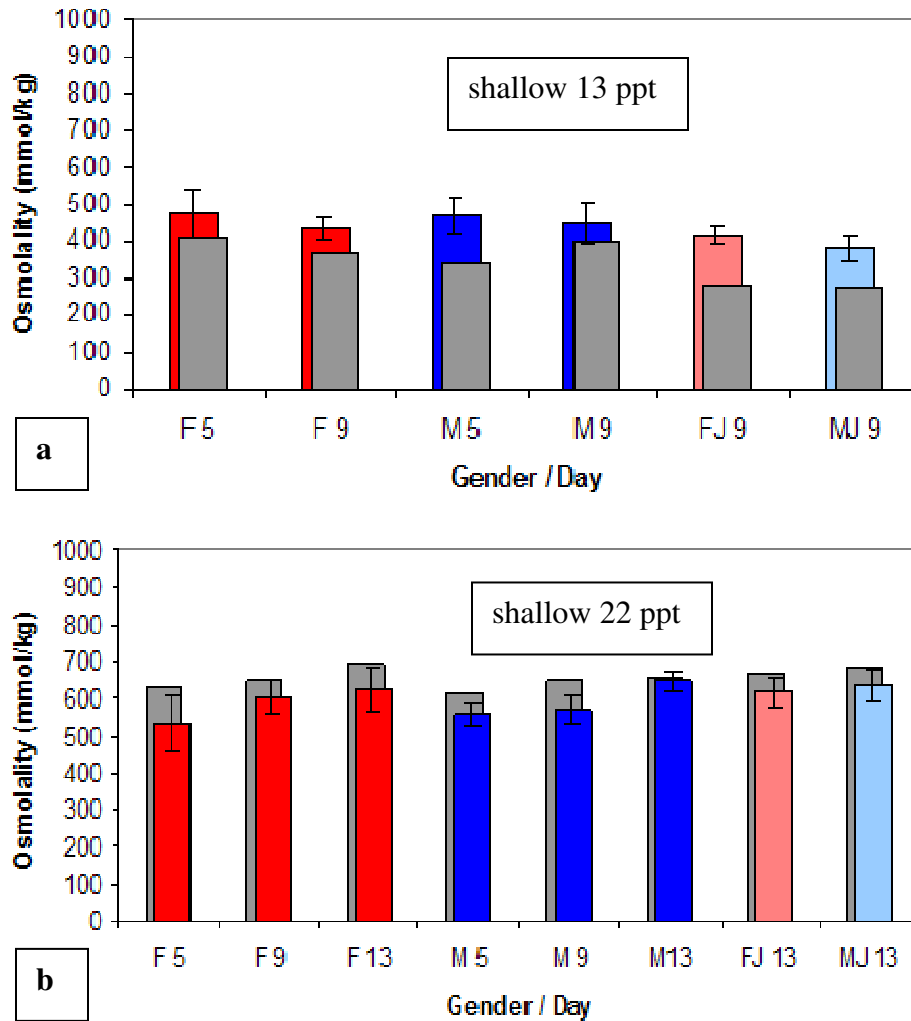 1000
900
800
700
600
500
400
300
200
100
0
Osmolality (mmol/kg)
shallow 13 ppt
F 5 F 9 M 5 M 9 FJ 9 MJ 9
a
Gender / Day
1000
900
800
700
600
500
400
300
200
100
0
Osmolality (mmol/kg)
shallow 22 ppt
F 5 F 9 F 13 M 5 M 9 M13 FJ 13 MJ 13
b
Gender / Day